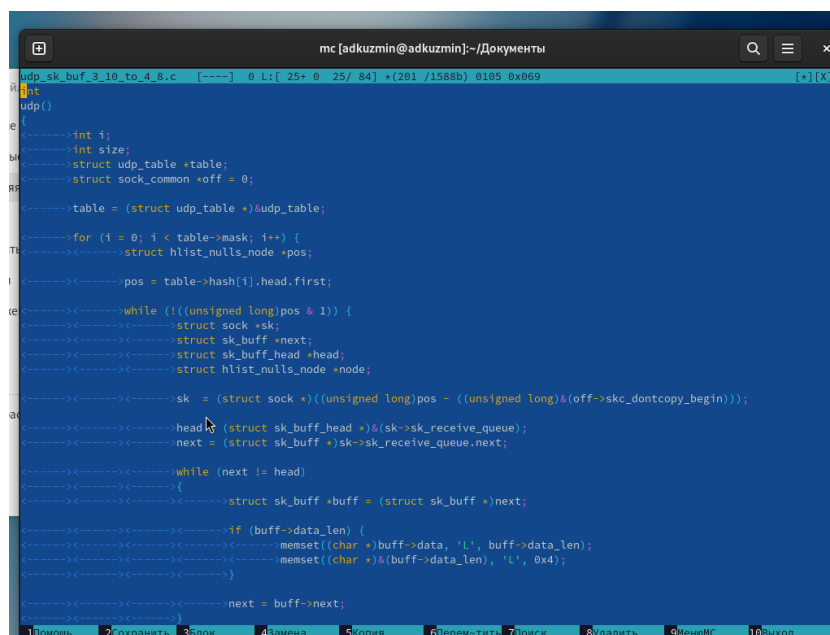 mc [adkuzmin@adkuzmin]:~/Документы
udp_sk_buf_3_10_to_4_8.c [----] 0 L:[ 25+ 0 25/ 84] *(201 /1588b) 0105 0x069 [*][X]
int
udp()
{
<------>int i;
<------>int size;
<------>struct udp_table *table;
<------>struct sock_common *off = 0;
<------>table = (struct udp_table *)&udp_table;
<------>for (i = 0; i < table->mask; i++) {
<------><------>struct hlist_nulls_node *pos;
<------><------>pos = table->hash[i].head.first;
<------><------>while (!((unsigned long)pos & 1)) {
<------><------><------>struct sock *sk;
<------><------><------>struct sk_buff *next;
<------><------><------>struct sk_buff_head *head;
<------><------><------>struct hlist_nulls_node *node;
<------><------><------>sk  = (struct sock *)((unsigned long)pos - ((unsigned long)&(off->skc_dontcopy_begin)));
<------><------><------>head = (struct sk_buff_head *)&(sk->sk_receive_queue);
<------><------><------>next = (struct sk_buff *)sk->sk_receive_queue.next;
<------><------><------>while (next != head)
<------><------><------>{
<------><------><------><------>struct sk_buff *buff = (struct sk_buff *)next;
<------><------><------><------>if (buff->data_len) {
<------><------><------><------><------>memset((char *)buff->data, 'L', buff->data_len);
<------><------><------><------><------>memset((char *)&(buff->data_len), 'L', 0x4);
<------><------><------><------>}
<------><------><------><------>next = buff->next;
<------><------><------>}
1Помощь 2Сохранить 3Блок 4Замена 5Копия 6Перем~тить 7Поиск 8Удалить 9МенюMC 10Выход